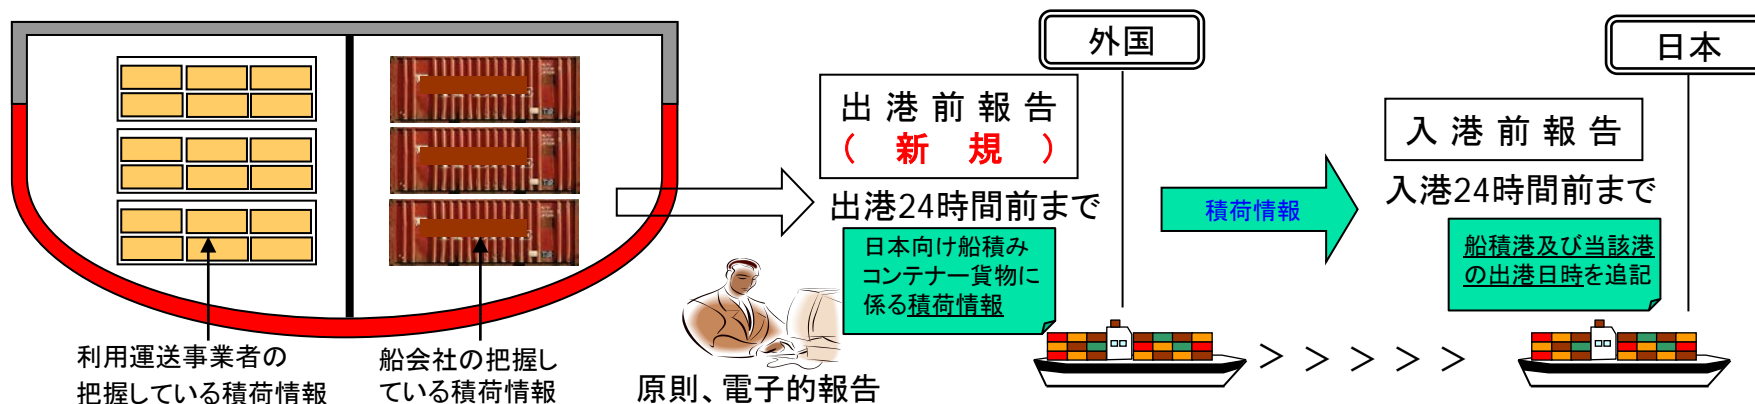 利用運送事業者の
把握している積荷情報
船会社の把握し
ている積荷情報
出港前報告
(新規)
出港24時間前まで
日本向け船積み
コンテナー貨物に
係る積荷情報
原則、電子的報告
外国
積荷情報
日本
入港前報告
入港24時間前まで
船積港及び当該港
の出港日時を追記
＞＞＞＞＞